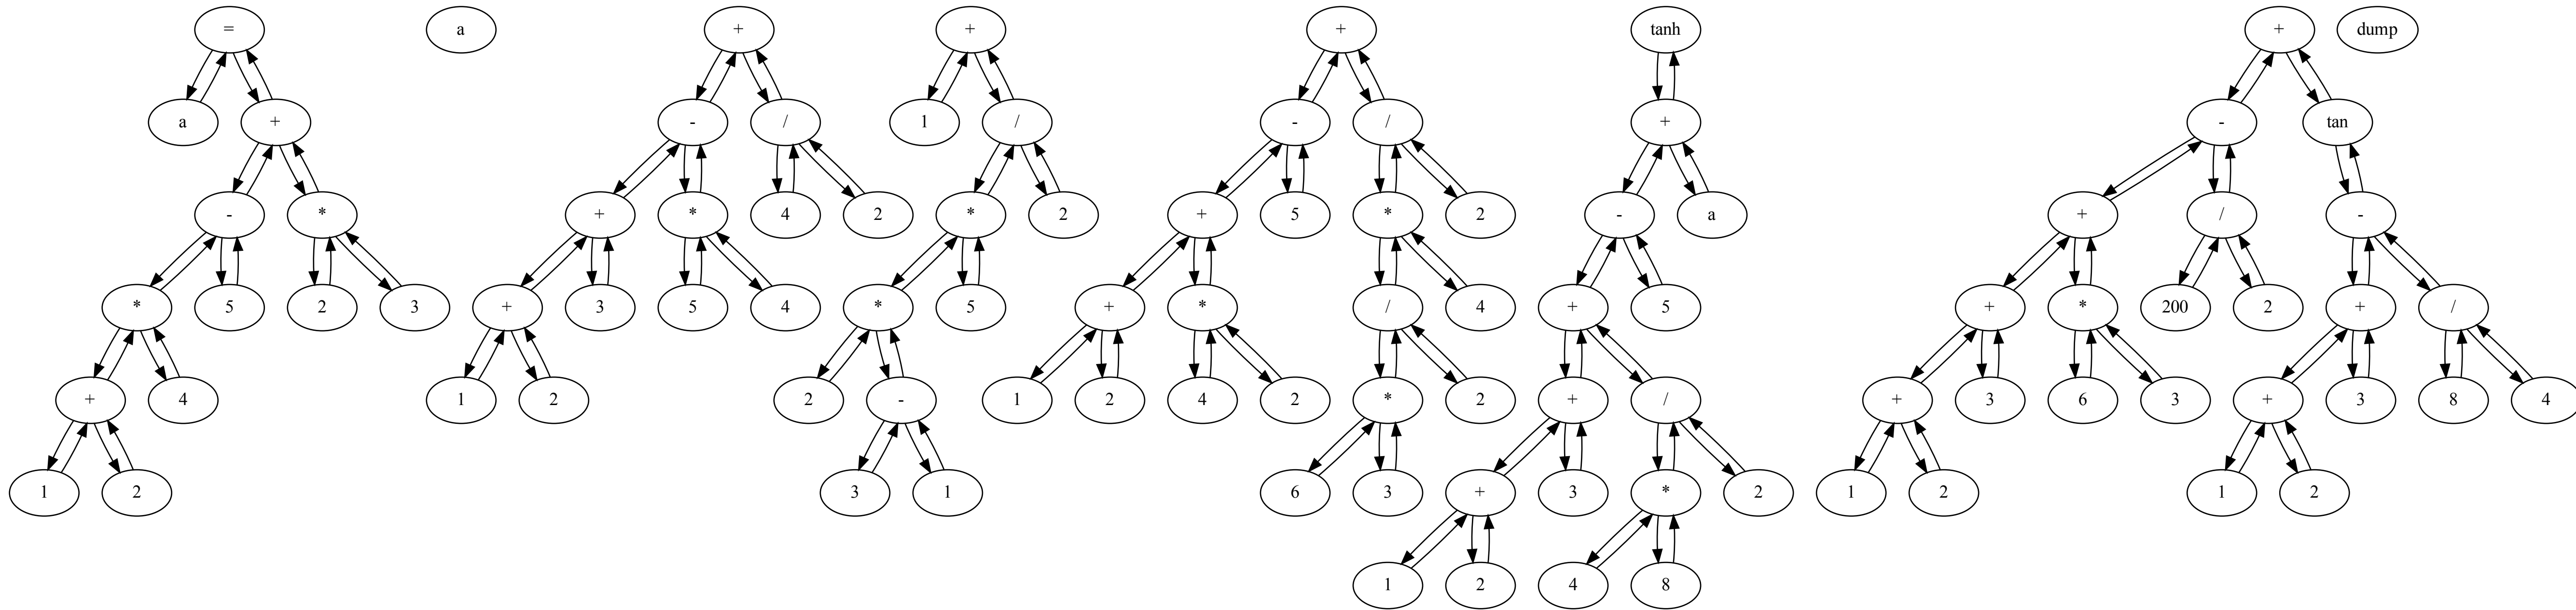 = a + + + tanh + dump
a + - / 1 / - / + - tan
- * + * 4 2 * 2 + 5 * 2 - a + / -
* 5 2 3 + 3 5 4 * 5 + * / 4 + 5 + * 200 2 + /
+ 4 1 2 2 - 1 2 4 2 * 2 + / + 3 6 3 + 3 8 4
1 2 3 1 6 3 + 3 * 2 1 2 1 2
1 2 4 8